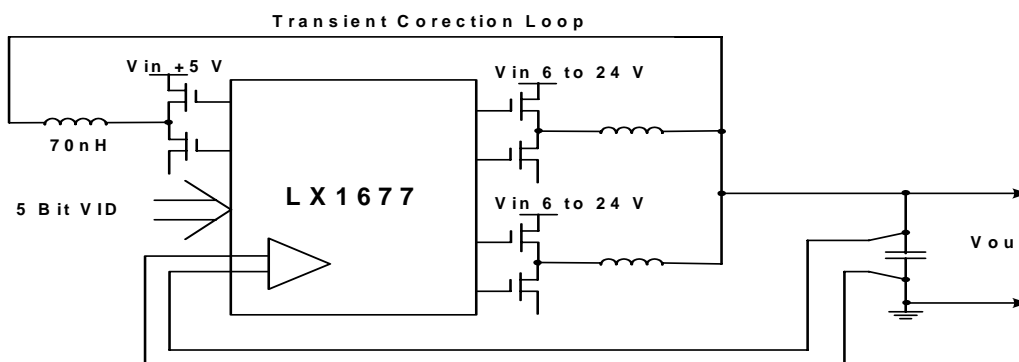 Transient Corection Loop
Vin +5 V
Vin 6 to 24 V
70nH
LX1677
5 Bit VID
Vin 6 to 24 V
Vou